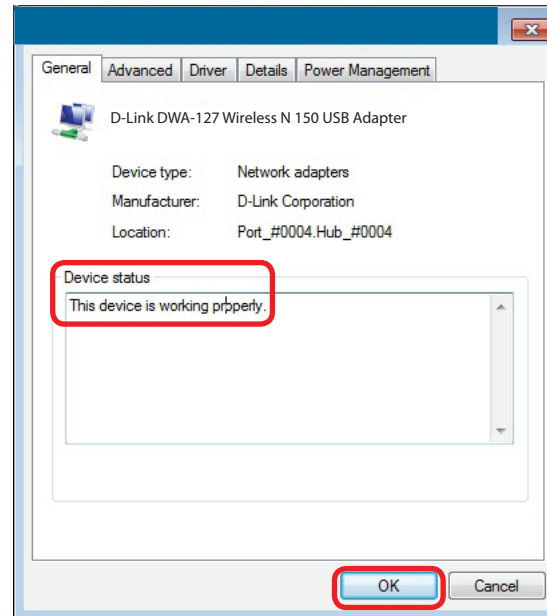 General Advanced Driver Details Power Management
D-Link DWA-127 Wireless N 150 USB Adapter
Device type: Network adapters
Manufacturer: D-Link Corporation
Location: Port_#0004.Hub_#0004
Device status
This device is working properly.
OK Cancel